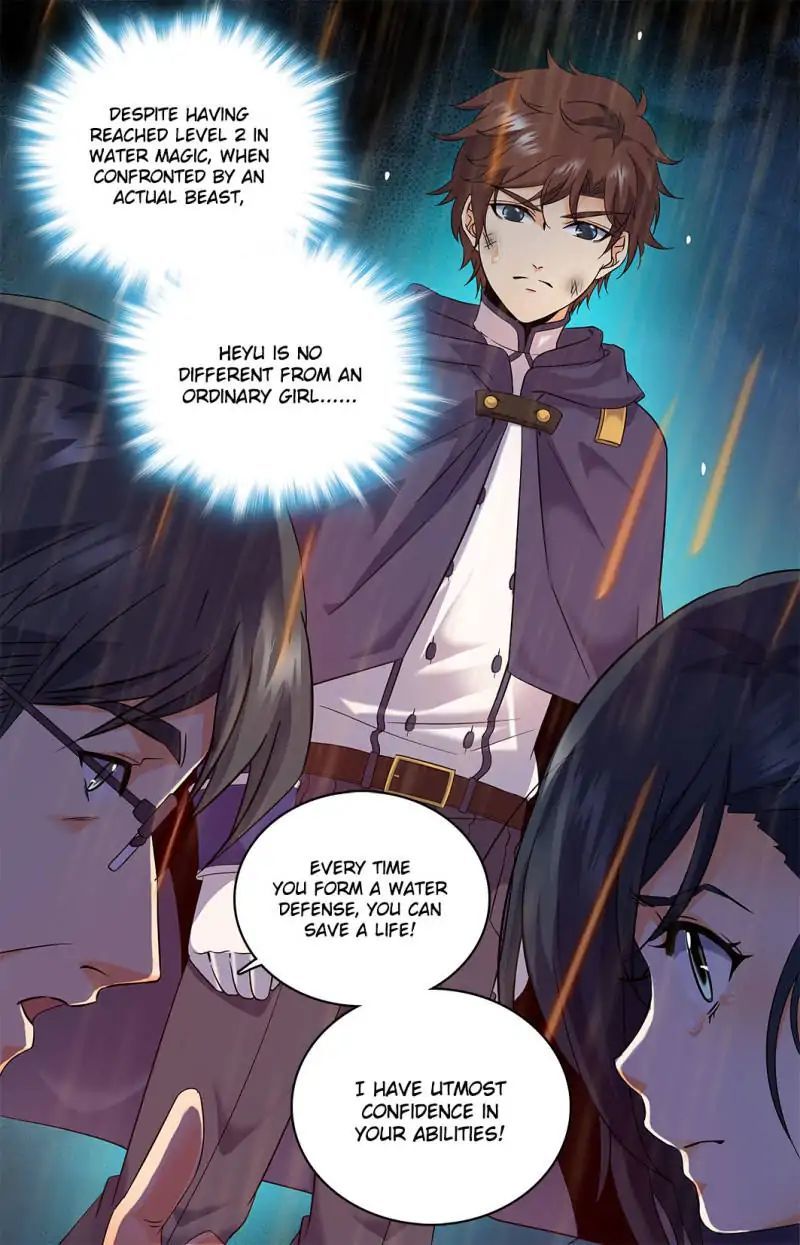 DESPITE HAVING
REACHED LEVEL 2 IN
WATER MAGIC, WHEN
CONFRONTED BY AN
ACTUAL BEAST,
HEYU IS NO
DIFFERENT FROM AN
ORDINARY GIRL......
EVERY TIME
YOU FORM A WATER
DEFENSE, YOU CAN
SAVE A LIFE!
I HAVE UTMOST
CONFIDENCE IN
YOUR ABILITIES!